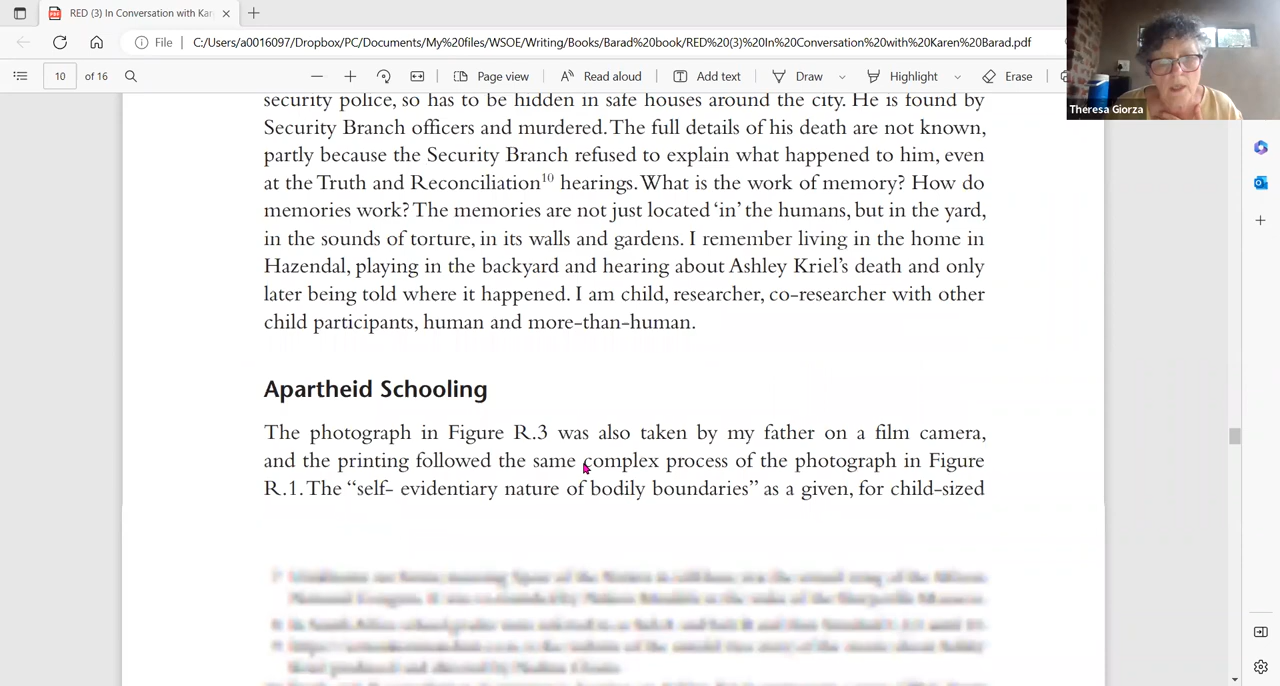 RED (3) In Conversation with Kar
File
C:/Users/a0016097/Dropbox/PC/Documents/My%20files/WSOE/Writing/Books/Barad%20book/RED%20(3)%20In%20Conversation%20with%20Karen%20Barad.pdf
10 of 16
Page view
Read aloud
Add text
Draw
Highlight
Erase
Theresa Giorza
security police, so has to be hidden in safe houses around the city. He is found by
Security Branch officers and murdered. The full details of his death are not known,
partly because the Security Branch refused to explain what happened to him, even
at the Truth and Reconciliation10 hearings. What is the work of memory? How do
memories work? The memories are not just located ‘in’ the humans, but in the yard,
in the sounds of torture, in its walls and gardens. I remember living in the home in
Hazendal, playing in the backyard and hearing about Ashley Kriel’s death and only
later being told where it happened. I am child, researcher, co-researcher with other
child participants, human and more-than-human.
Apartheid Schooling
The photograph in Figure R.3 was also taken by my father on a film camera,
and the printing followed the same complex process of the photograph in Figure
R.1. The “self- evidentiary nature of bodily boundaries” as a given, for child-sized